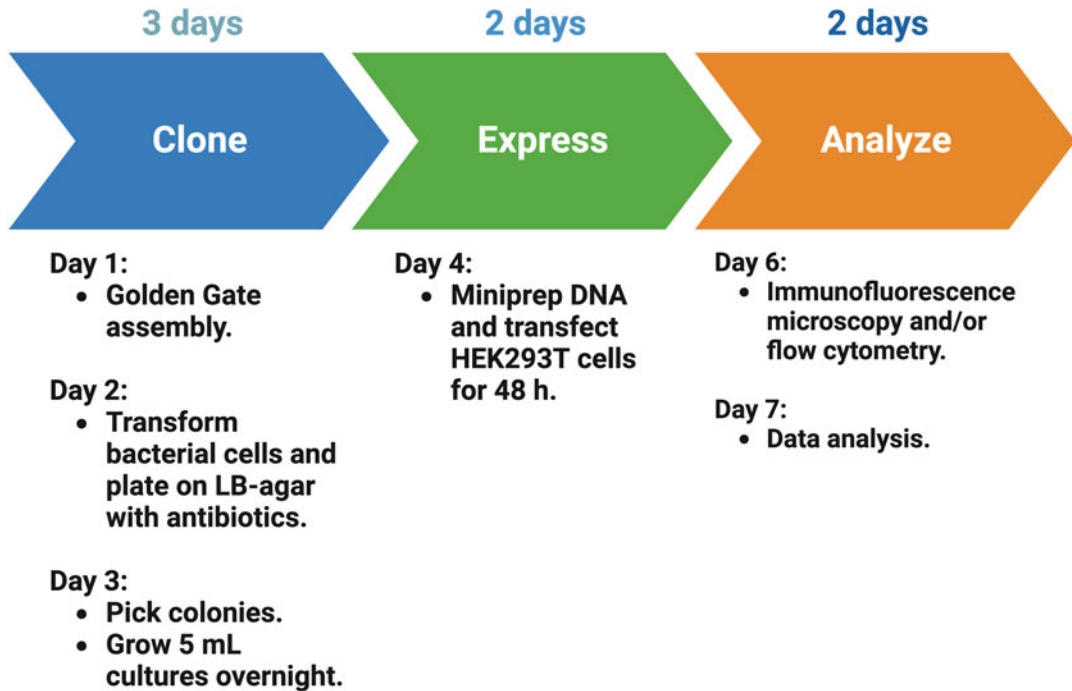 3 days
2 days
2 days
Clone
Express
Analyze
Day 1:
• Golden Gate
assembly.
Day 2:
• Transform
bacterial cells and
plate on LB-agar
with antibiotics.
Day 3:
• Pick colonies.
• Grow 5 mL
cultures overnight.
Day 4:
• Miniprep DNA
and transfect
HEK293T cells
for 48 h.
Day 6:
• Immunofluorescence
microscopy and/or
flow cytometry.
Day 7:
• Data analysis.